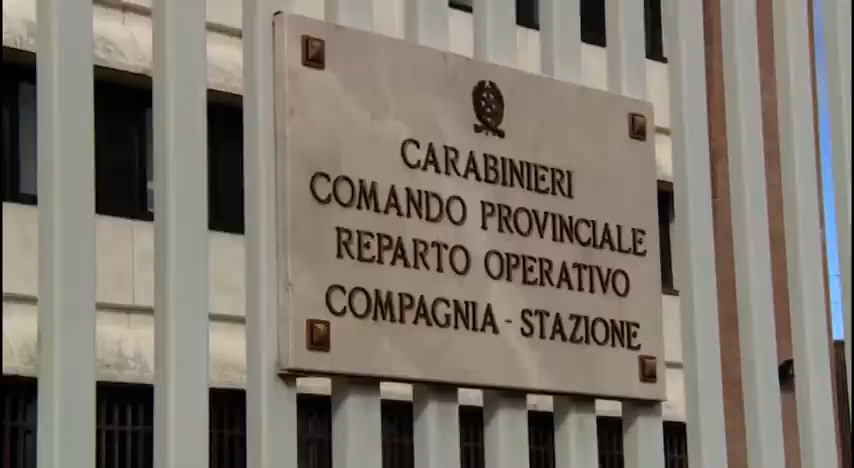 CARABINIERI
COMANDO PROVINCIALE
REPARTO OPERATIVO
COMPAGNIA - STAZIONE